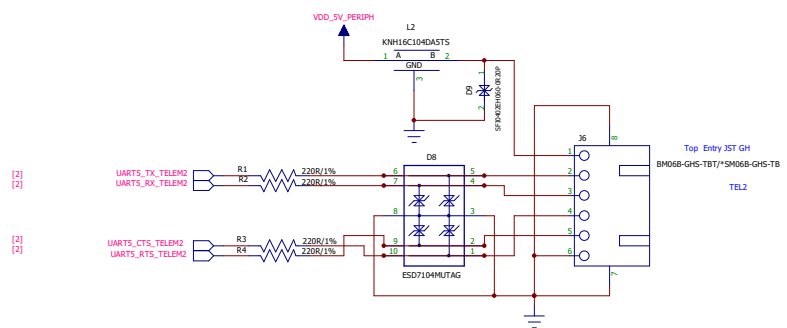 VDD_5V_PERIPH
L2
KNH16C104DA5TS
1 A B 2
GND
3
1
D9
2
SFI0402EH060-0R20P
J6
8
Top Entry JST GH
BM06B-GHS-TBT/*SM06B-GHS-TB
TEL2
D8
[2] UART5_TX_TELEM2 R1 220R/1% 6 5 2
[2] UART5_RX_TELEM2 R2 220R/1% 7 4 3
1
8 3 4
[2] UART5_CTS_TELEM2 R3 220R/1% 9 2 5
[2] UART5_RTS_TELEM2 R4 220R/1% 10 1 6
ESD7104MUTAG
7